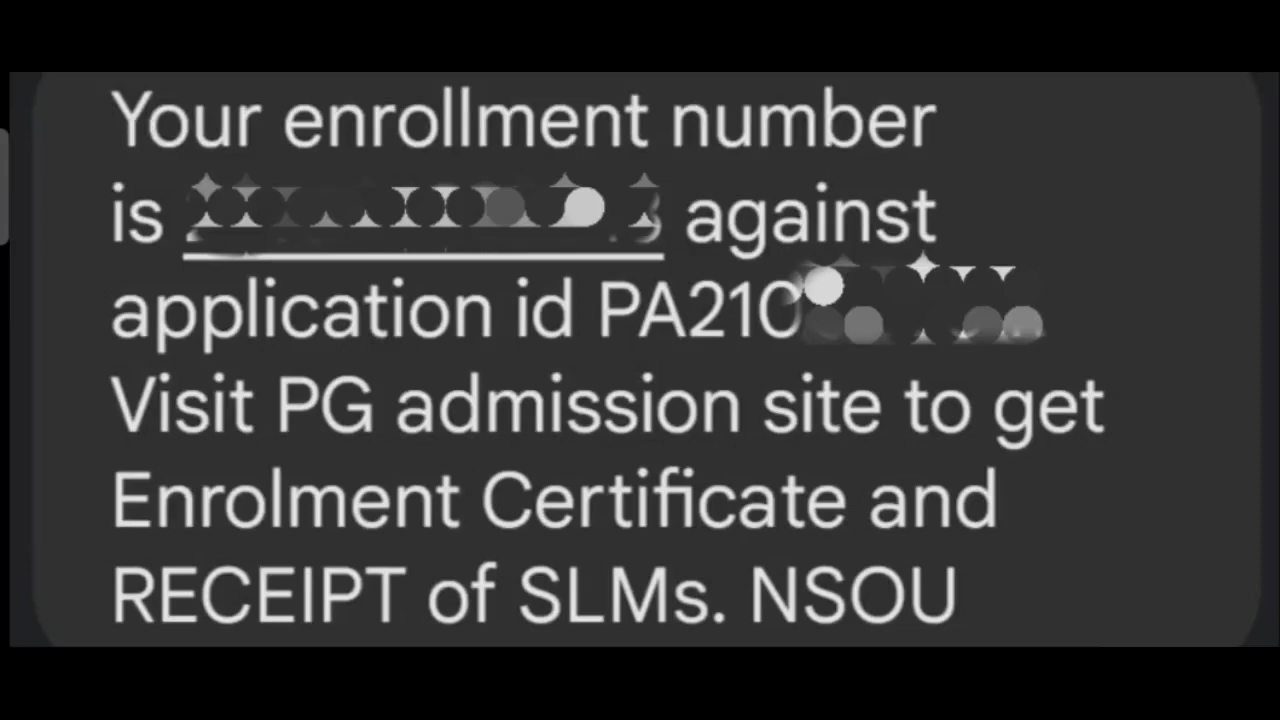 Your enrollment number
is against
application id PA210
Visit PG admission site to get
Enrolment Certificate and
RECEIPT of SLMs. NSOU